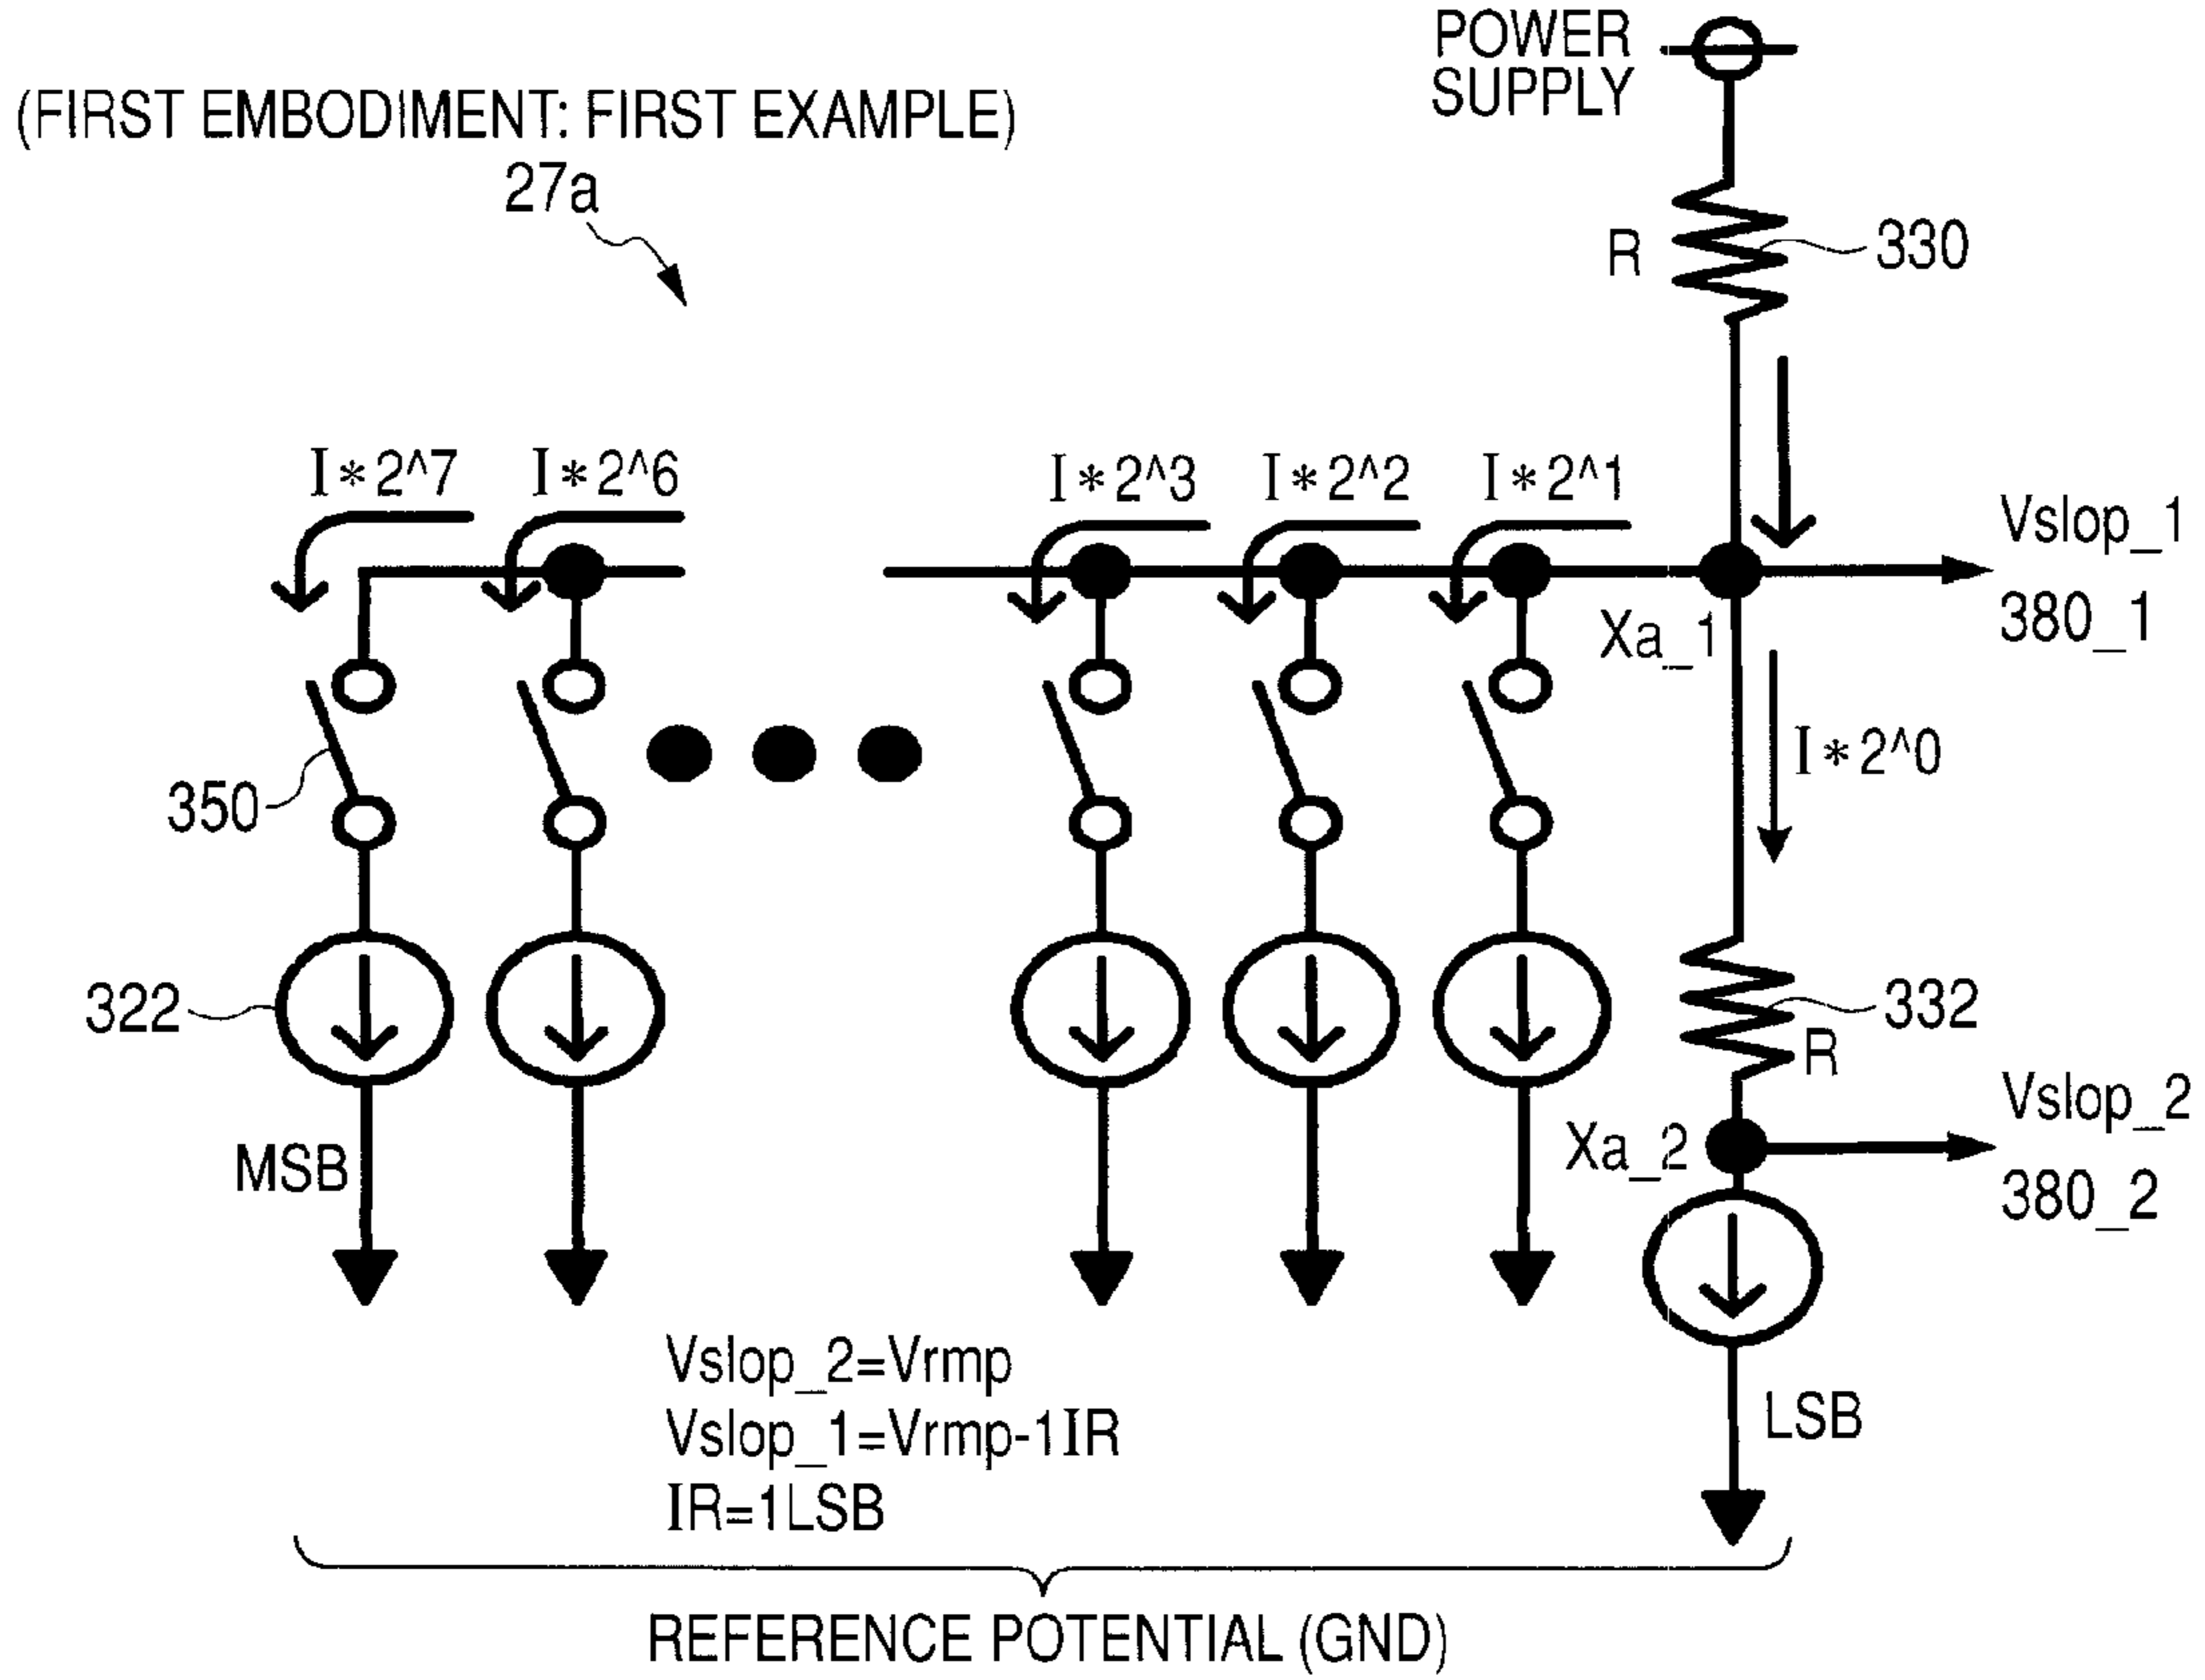 POWER
SUPPLY
(FIRST EMBODIMENT: FIRST EXAMPLE)
27a
R
330
I*2^7
I*2^6
I*2^3
I*2^2
I*2^1
Vslop_1
380_1
Xa_1
I*2^0
350
322
332
R
MSB
Xa_2
Vslop_2
380_2
Vslop_2=Vrmp
Vslop_1=Vrmp-1IR
IR=1LSB
LSB
REFERENCE POTENTIAL (GND)